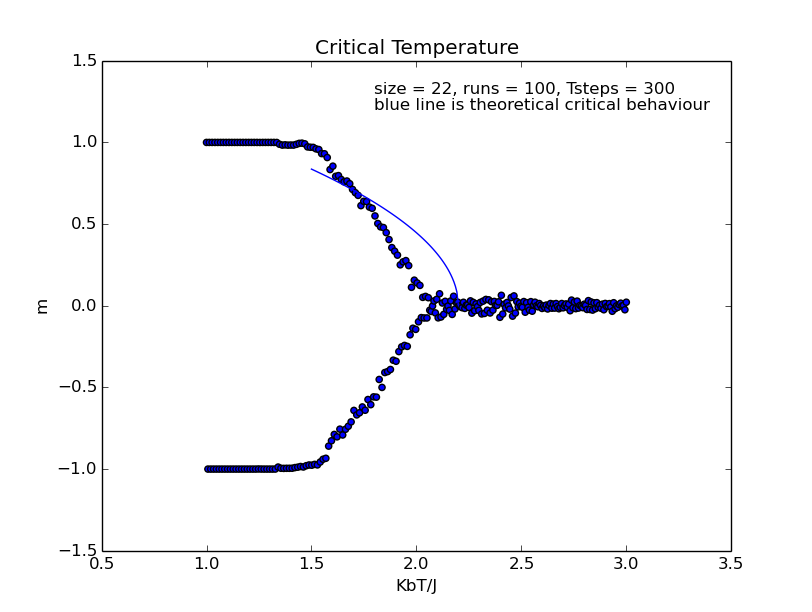 Critical Temperature
size = 22, runs = 100, Tsteps = 300
blue line is theoretical critical behaviour
1.5
1.0
0.5
0.0
−0.5
−1.0
−1.5
m
0.5 1.0 1.5 2.0 2.5 3.0 3.5
KbT/J